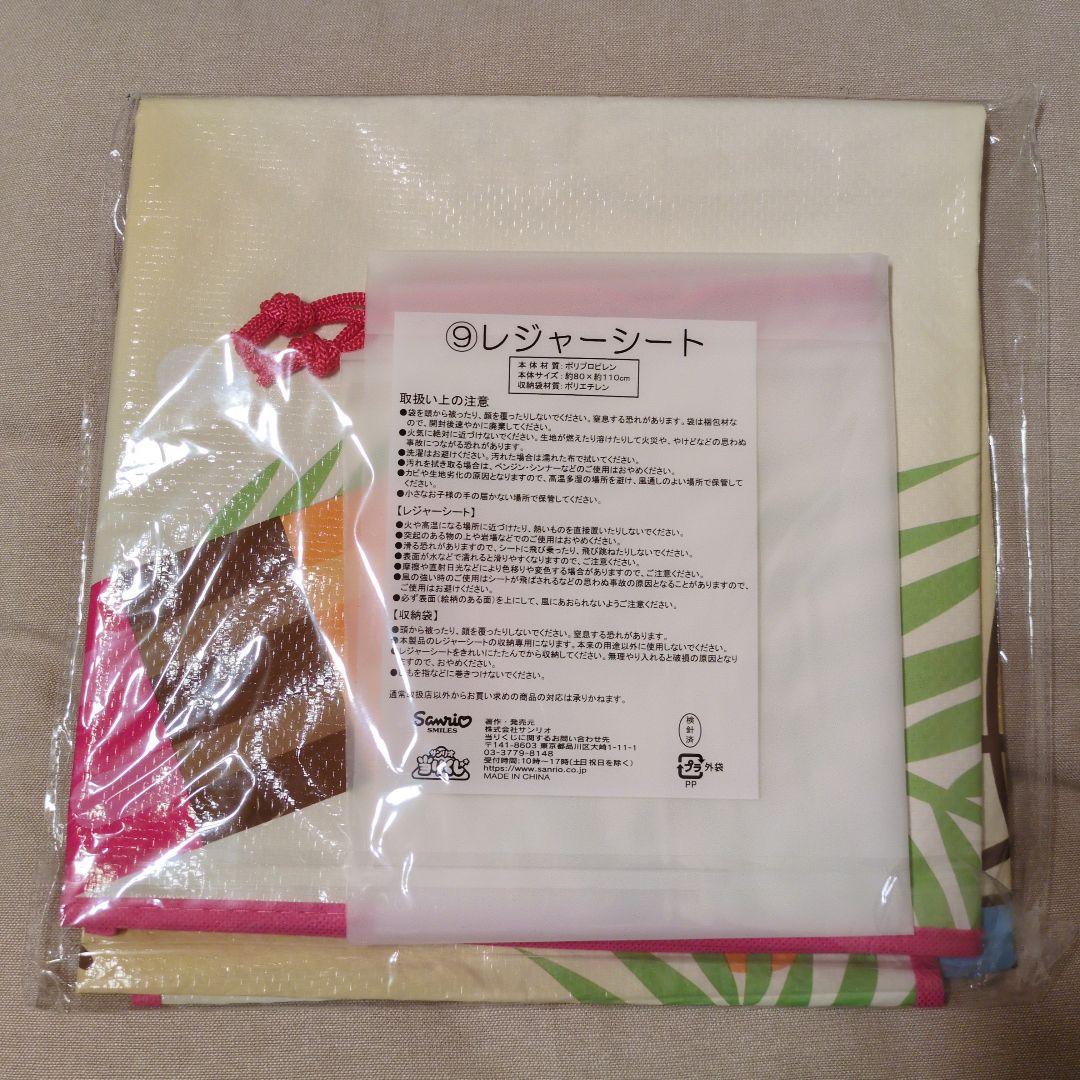 ⑨レジャーシート
本体材質:ポリプロピレン
本体サイズ:約80×約110cm
収納袋材質:ポリエチレン
取扱い上の注意
●袋を頭から被ったり、顔を覆ったりしないでください。窒息する恐れがあります。袋は梱包材な
ので、開封後速やかに廃棄してください。
●火気に絶対に近づけないでください。生地が燃えたり溶けたりして火災や、やけどなどの思わぬ
事故につながる恐れがあります。
●洗濯はお避けください。汚れた場合は濡れた布で拭いてください。
●汚れを拭き取る場合は、ベンジン・シンナーなどのご使用はおやめください。
●カビや生地劣化の原因となりますので、高温多湿の場所を避け、風通しのよい場所で保管して
ください。
●小さなお子様の手の届かない場所で保管してください。
【レジャーシート】
●火や高温になる場所に近づけたり、熱いものを直接置いたりしないでください。
●突起のある物の上や岩場などでのご使用はおやめください。
●滑る恐れがありますので、シートに飛び乗ったり、飛び跳ねたりしないでください。
●表面が水などで濡れると滑りやすくなりますので、ご注意ください。
●摩擦や直射日光などにより色移りや変色する場合がありますので、ご注意ください。
●風の強い時のご使用はシートが飛ばされるなどの思わぬ事故の原因となることがありますので、
ご使用はお避けください。
●必ず表面(絵柄のある面)を上にして、風にあおられないようご注意ください。
【収納袋】
●頭から被ったり、顔を覆ったりしないでください。窒息する恐れがあります。
●本製品のレジャーシートの収納専用になります。本来の用途以外に使用しないでください。
●レジャーシートをきれいにたたんでから収納してください。無理やり入れると破損の原因となり
ますので、おやめください。
●ひもを指などに巻きつけないでください。
通常取扱店以外からお買い求めの商品の対応は承りかねます。
Sanrio
SMILES
サンリオ
当りくじ
著作・発売元
株式会社サンリオ
当りくじに関するお問い合わせ先
〒141-8603 東京都品川区大崎1-11-1
03-3779-8148
受付時間:10時〜17時(土日祝日を除く)
https://www.sanrio.co.jp
MADE IN CHINA
検
針
済
プラ 外袋
PP